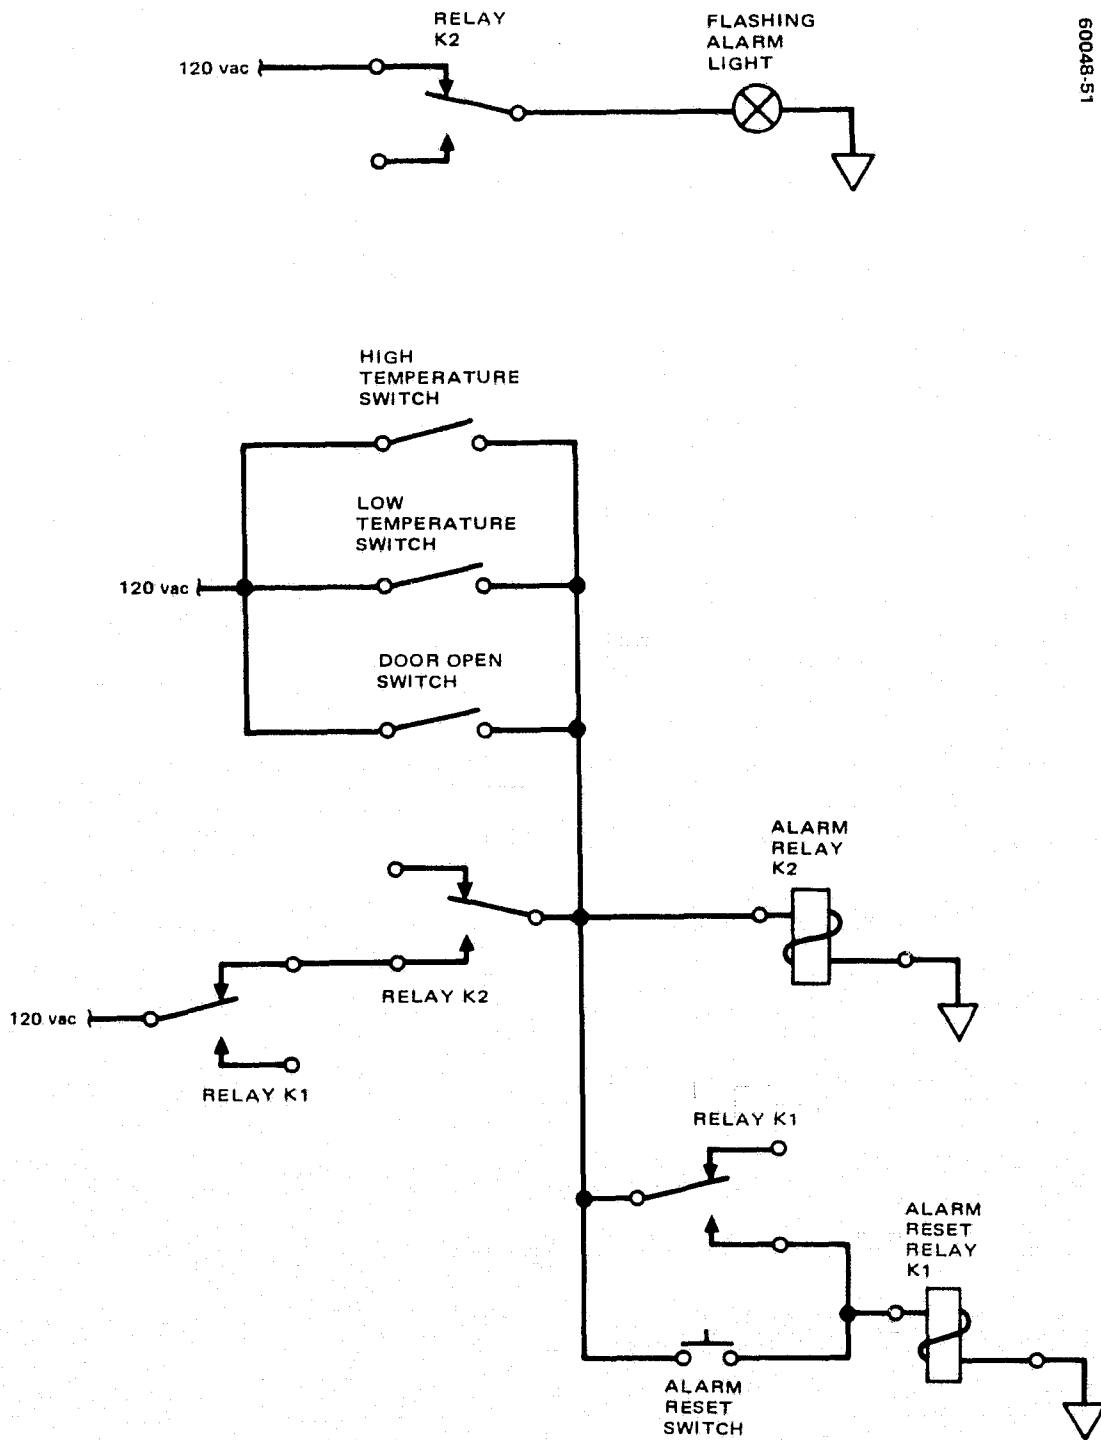 RELAY
K2
FLASHING
ALARM
LIGHT
60048-51
120 vac
HIGH
TEMPERATURE
SWITCH
LOW
TEMPERATURE
SWITCH
120 vac
DOOR OPEN
SWITCH
ALARM
RELAY
K2
RELAY K2
120 vac
RELAY K1
RELAY K1
ALARM
RESET
RELAY
K1
ALARM
RESET
SWITCH